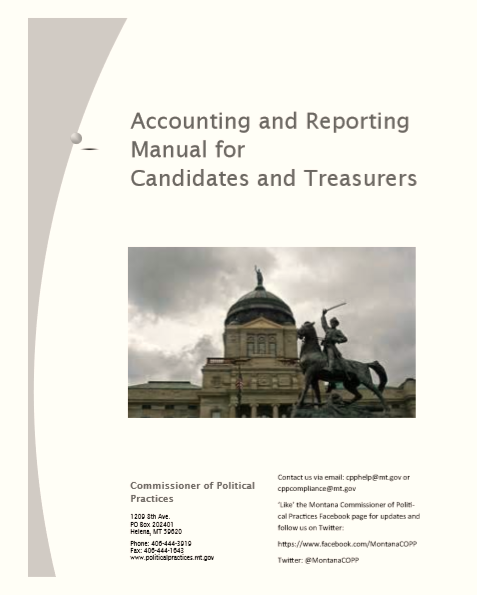 Accounting and Reporting
Manual for
Candidates and Treasurers
Commissioner of Political
Practices
1209 8th Ave.
PO Box 202401
Helena, MT 59620
Phone: 406-444-3919
Fax: 406-444-1643
www.politicalpractices.mt.gov
Contact us via email: cpphelp@mt.gov or
cppcompliance@mt.gov
'Like' the Montana Commissioner of Politi-
cal Practices Facebook page for updates and
follow us on Twitter:
https://www.facebook.com/MontanaCOPP
Twitter: @MontanaCOPP